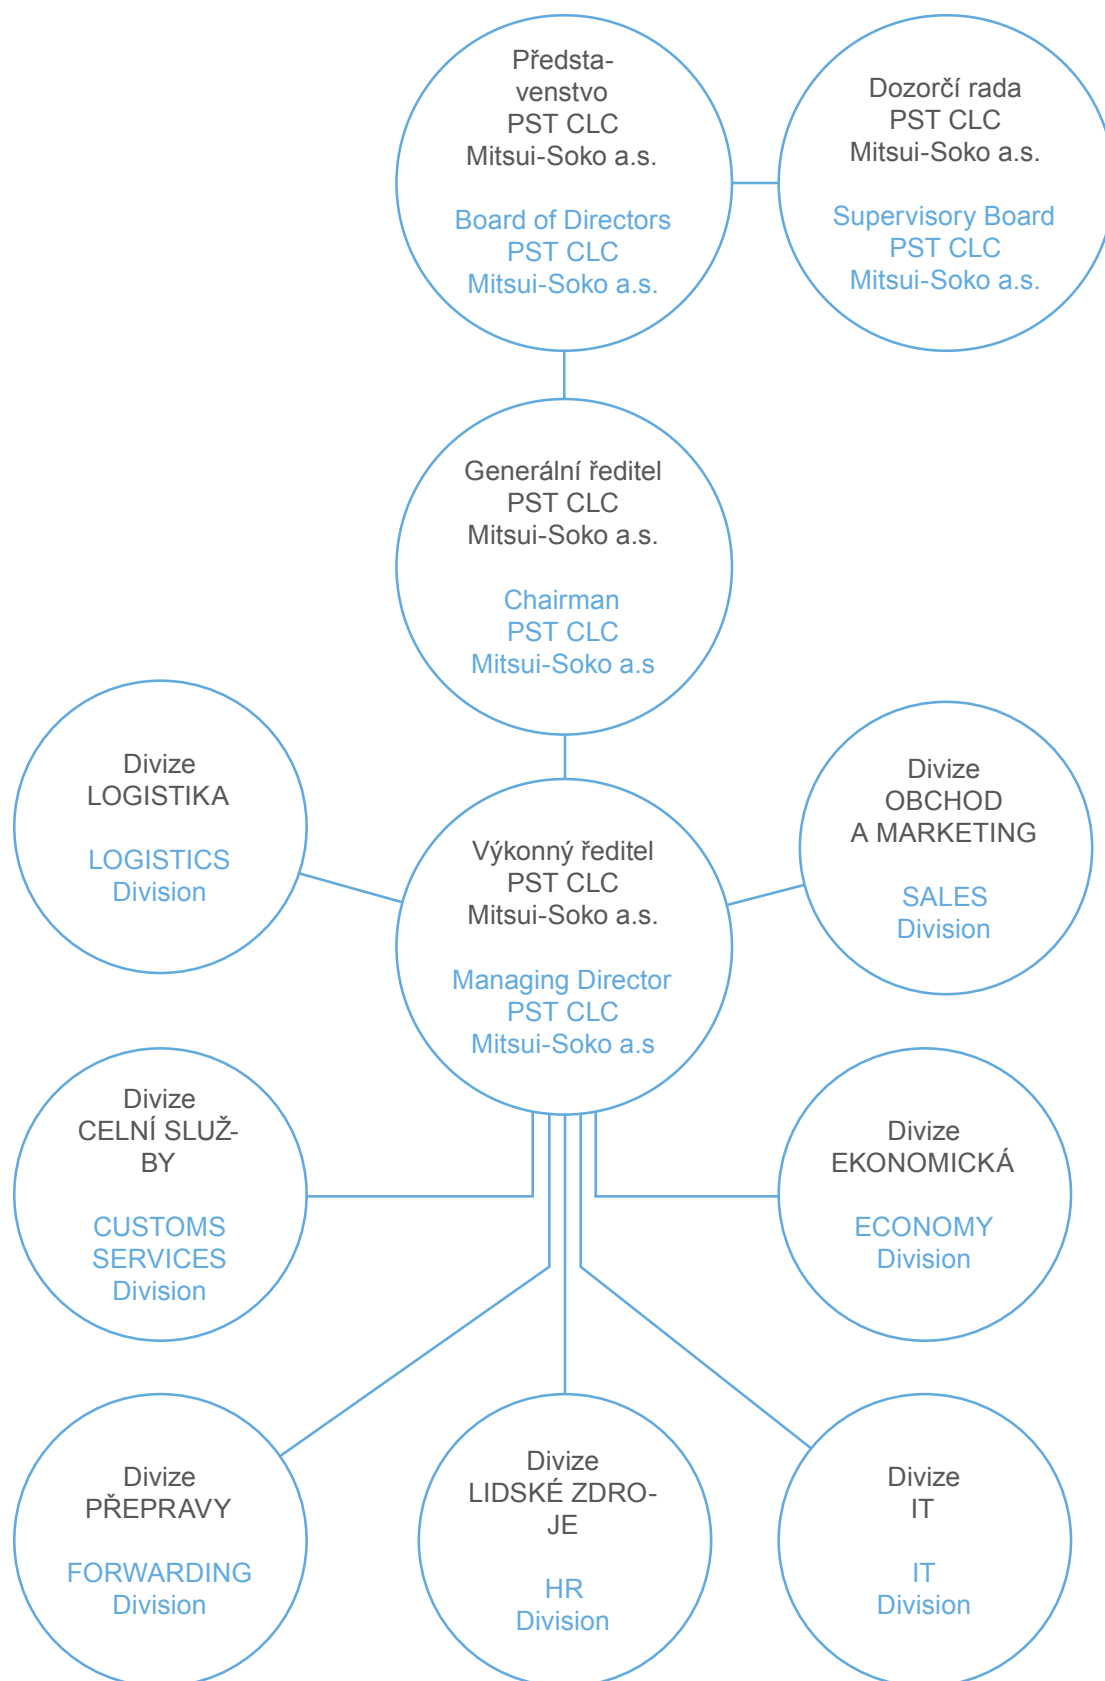 Předsta-
venstvo
PST CLC
Mitsui-Soko a.s.
Board of Directors
PST CLC
Mitsui-Soko a.s.
Dozorčí rada
PST CLC
Mitsui-Soko a.s.
Supervisory Board
PST CLC
Mitsui-Soko a.s.
Generální ředitel
PST CLC
Mitsui-Soko a.s.
Chairman
PST CLC
Mitsui-Soko a.s
Divize
LOGISTIKA
LOGISTICS
Division
Výkonný ředitel
PST CLC
Mitsui-Soko a.s.
Managing Director
PST CLC
Mitsui-Soko a.s
Divize
OBCHOD
A MARKETING
SALES
Division
Divize
CELNÍ SLUŽ-
BY
CUSTOMS
SERVICES
Division
Divize
EKONOMICKÁ
ECONOMY
Division
Divize
PŘEPRAVY
FORWARDING
Division
Divize
LIDSKÉ ZDRO-
JE
HR
Division
Divize
IT
IT
Division